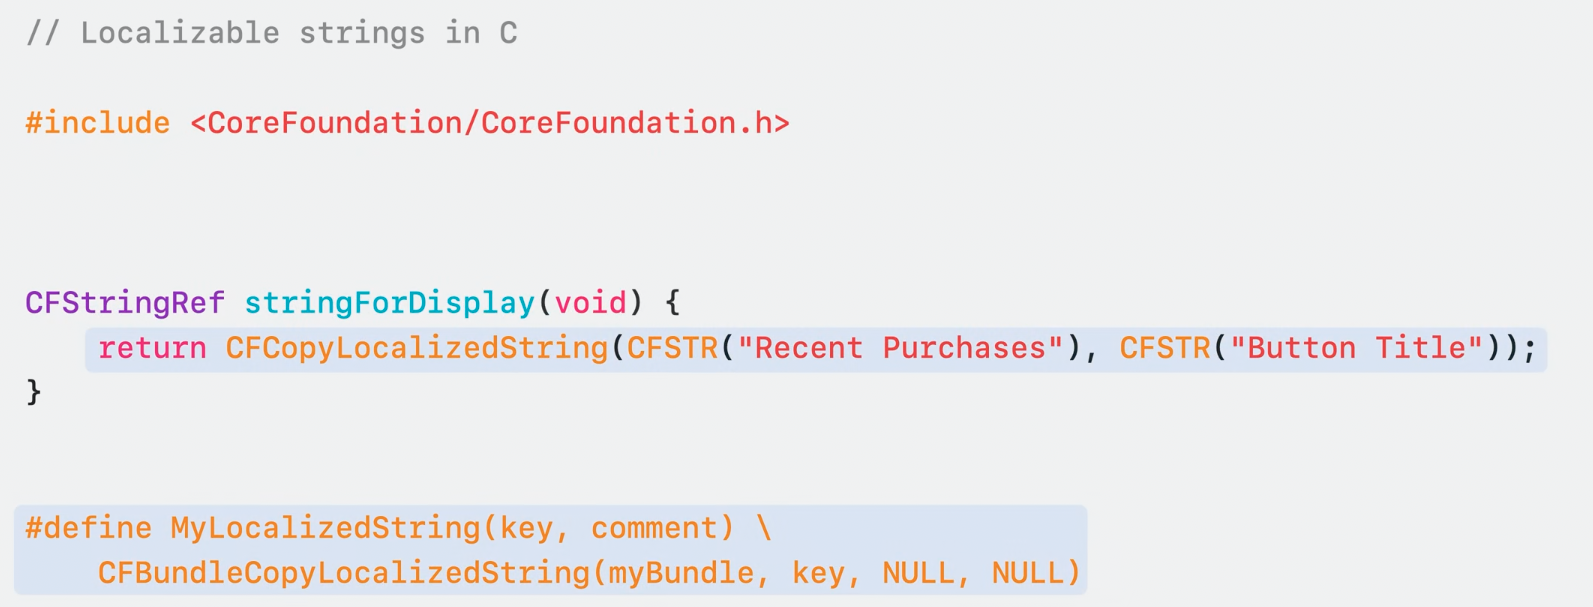 // Localizable strings in C
#include <CoreFoundation/CoreFoundation.h>
CFStringRef stringForDisplay(void) {
    return CFCopyLocalizedString(CFSTR("Recent Purchases"), CFSTR("Button Title"));
}
#define MyLocalizedString(key, comment) \
    CFBundleCopyLocalizedString(myBundle, key, NULL, NULL)